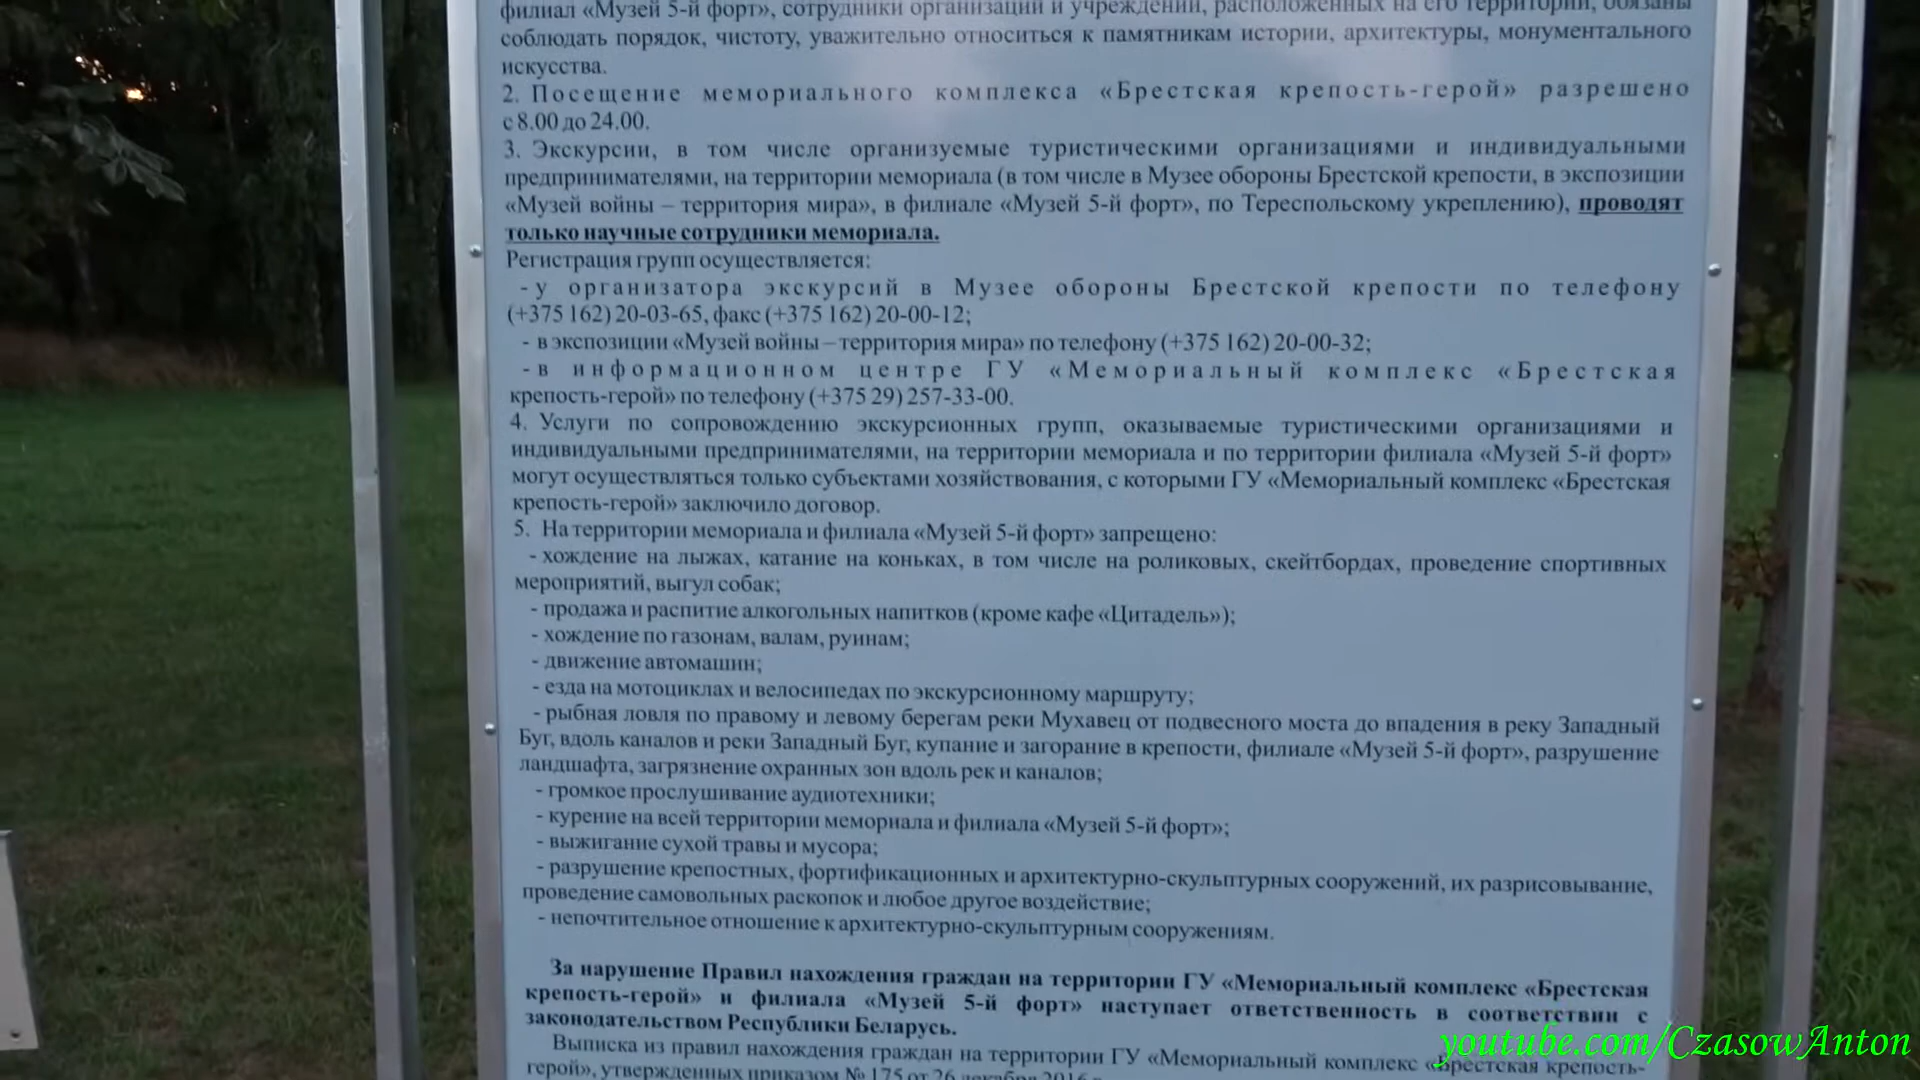 филиал «Музей 5-й форт», сотрудники организаций и учреждений, расположенных на его территории, обязаны
соблюдать порядок, чистоту, уважительно относиться к памятникам истории, архитектуры, монументального
искусства.
2. Посещение мемориального комплекса «Брестская крепость-герой» разрешено
с 8.00 до 24.00.
3. Экскурсии, в том числе организуемые туристическими организациями и индивидуальными
предпринимателями, на территории мемориала (в том числе в Музее обороны Брестской крепости, в экспозиции
«Музей войны – территория мира», в филиале «Музей 5-й форт», по Тереспольскому укреплению), проводят
только научные сотрудники мемориала.
Регистрация групп осуществляется:
- у организатора экскурсий в Музее обороны Брестской крепости по телефону
(+375 162) 20-03-65, факс (+375 162) 20-00-12;
- в экспозиции «Музей войны – территория мира» по телефону (+375 162) 20-00-32;
- в информационном центре ГУ «Мемориальный комплекс «Брестская
крепость-герой» по телефону (+375 29) 257-33-00.
4. Услуги по сопровождению экскурсионных групп, оказываемые туристическими организациями и
индивидуальными предпринимателями, на территории мемориала и по территории филиала «Музей 5-й форт»
могут осуществляться только субъектами хозяйствования, с которыми ГУ «Мемориальный комплекс «Брестская
крепость-герой» заключило договор.
5. На территории мемориала и филиала «Музей 5-й форт» запрещено:
- хождение на лыжах, катание на коньках, в том числе на роликовых, скейтбордах, проведение спортивных
мероприятий, выгул собак;
- продажа и распитие алкогольных напитков (кроме кафе «Цитадель»);
- хождение по газонам, валам, руинам;
- движение автомашин;
- езда на мотоциклах и велосипедах по экскурсионному маршруту;
- рыбная ловля по правому и левому берегам реки Мухавец от подвесного моста до впадения в реку Западный
Буг, вдоль каналов и реки Западный Буг, купание и загорание в крепости, филиале «Музей 5-й форт», разрушение
ландшафта, загрязнение охранных зон вдоль рек и каналов;
- громкое прослушивание аудиотехники;
- курение на всей территории мемориала и филиала «Музей 5-й форт»;
- выжигание сухой травы и мусора;
- разрушение крепостных, фортификационных и архитектурно-скульптурных сооружений, их разрисовывание,
проведение самовольных раскопок и любое другое воздействие;
- непочтительное отношение к архитектурно-скульптурным сооружениям.
За нарушение Правил нахождения граждан на территории ГУ «Мемориальный комплекс «Брестская
крепость-герой» и филиала «Музей 5-й форт» наступает ответственность в соответствии с
законодательством Республики Беларусь.
Выписка из правил нахождения граждан на территории ГУ «Мемориальный комплекс «Брестская крепость-
герой», утвержденных приказом № 175 от 26 декабря 2016 г.
youtube.com/CzasowAnton